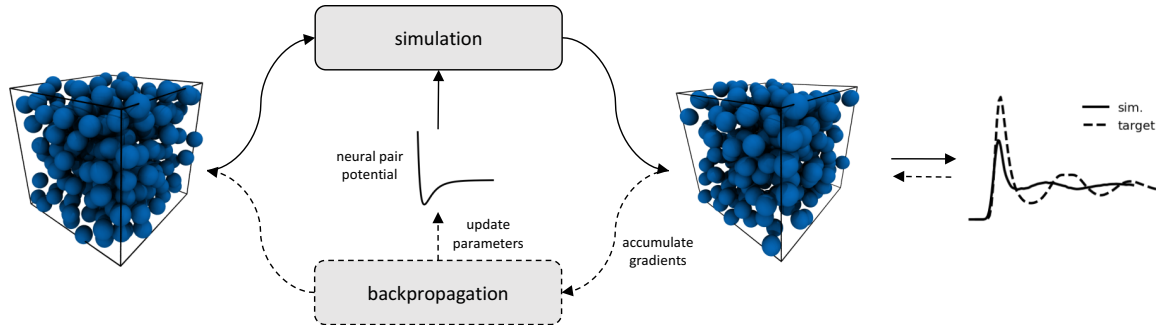 simulation
sim.
target
neural pair
potential
update
parameters
accumulate
gradients
backpropagation